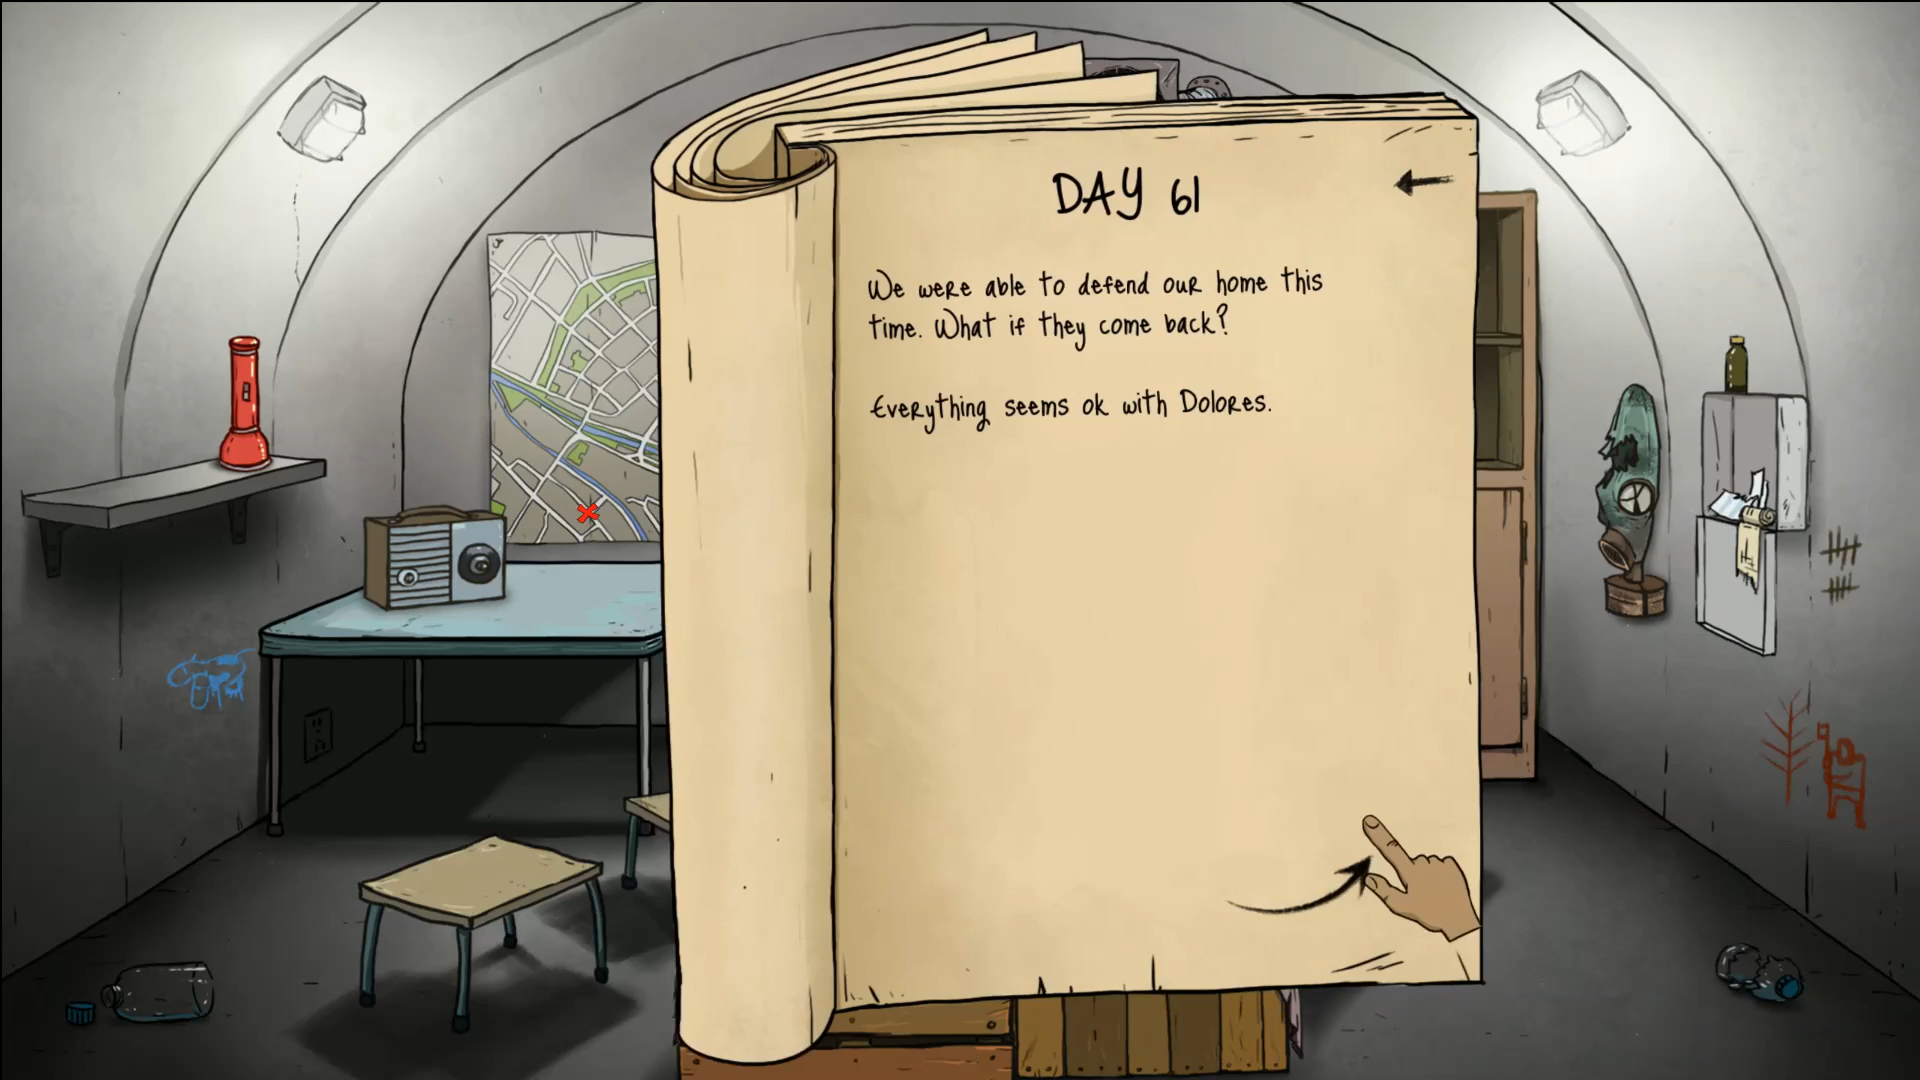 DAY 61
We were able to defend our home this
time. What if they come back?
Everything seems ok with Dolores.